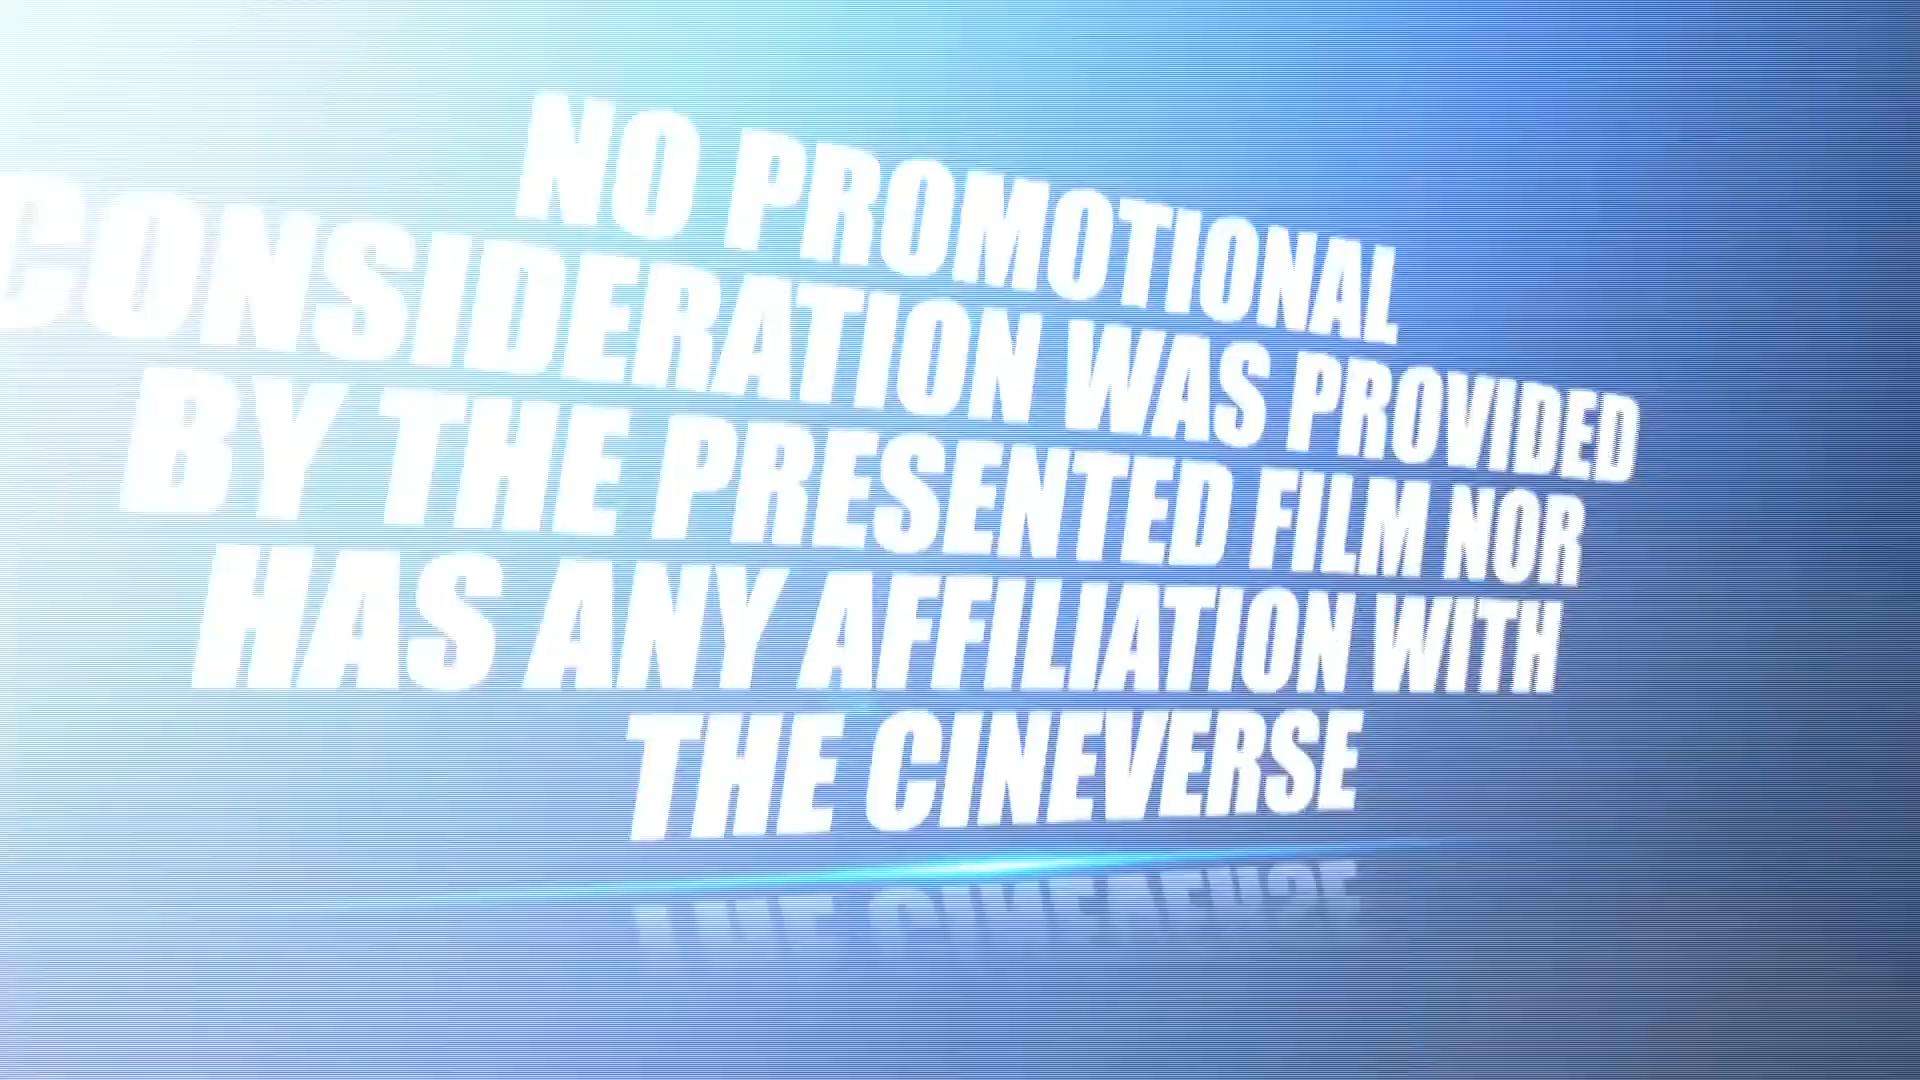 NO PROMOTIONAL
CONSIDERATION WAS PROVIDED
BY THE PRESENTED FILM NOR
HAS ANY AFFILIATION WITH
THE CINEVERSE